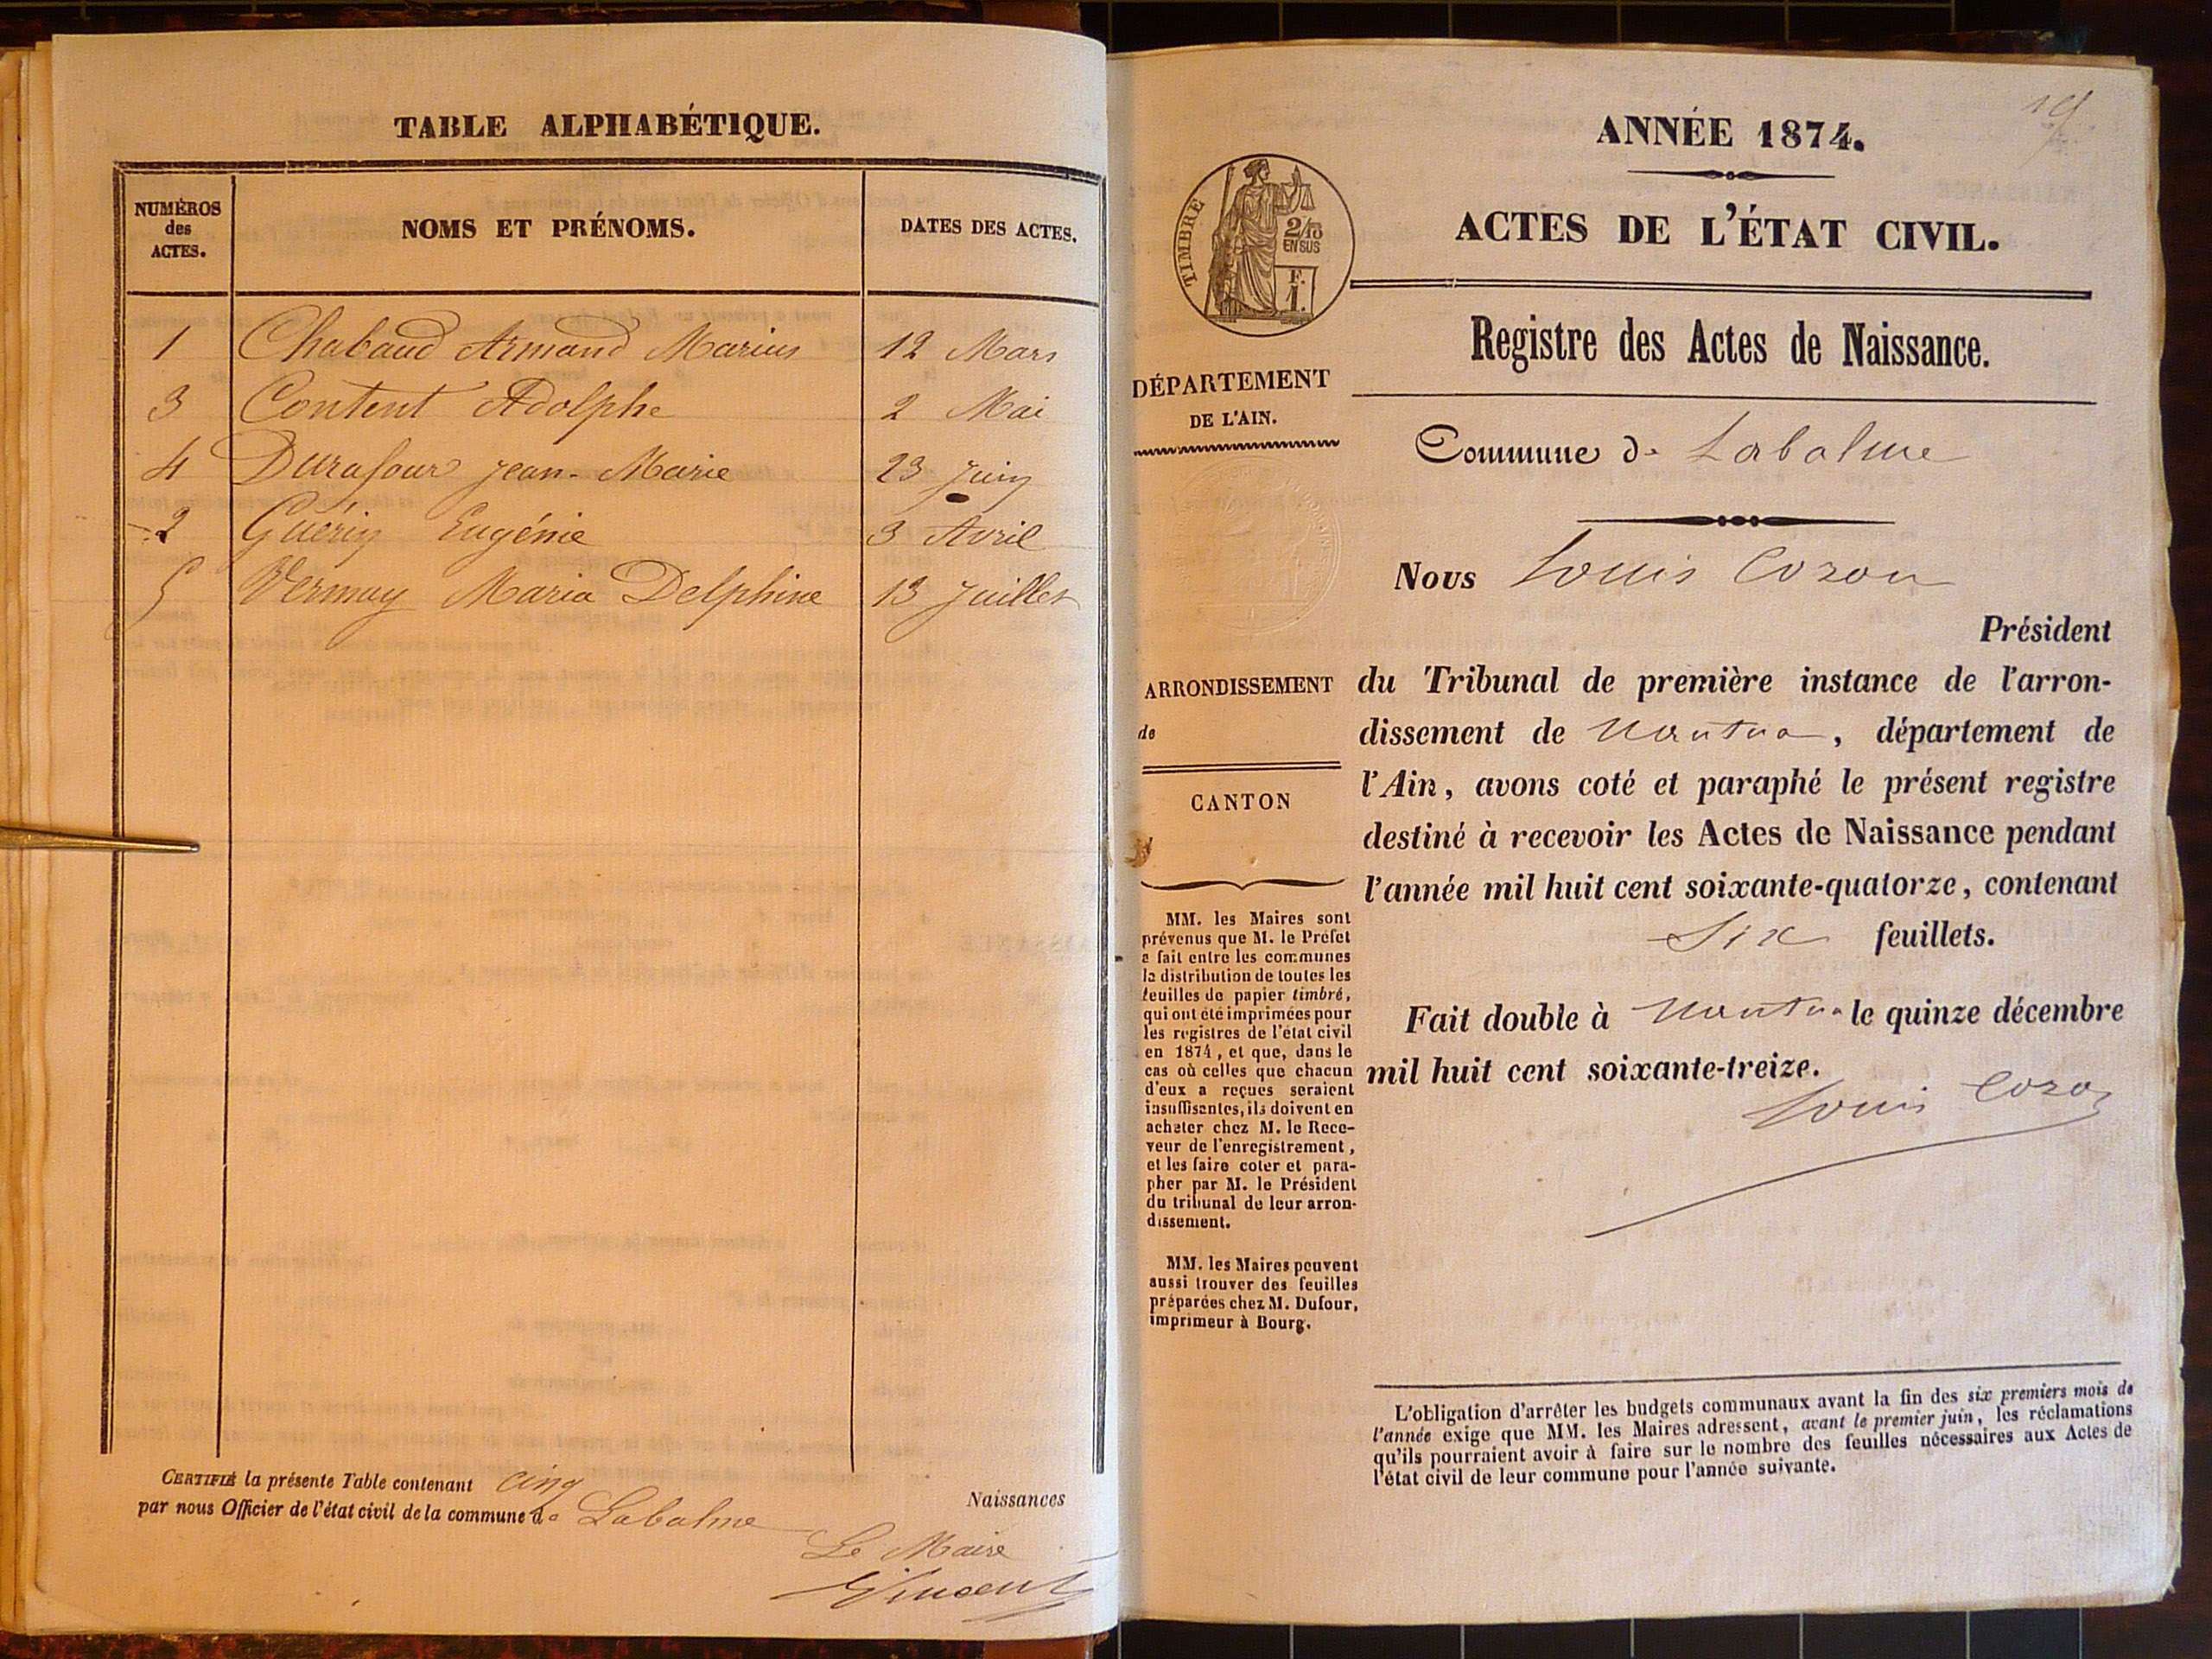 TABLE ALPHABÉTIQUE.
NUMÉROS
des
ACTES.
NOMS ET PRÉNOMS.
DATES DES ACTES.
1 Chabaud Armand Marius 12 Mars
3 Content Adolphe 2 Mai
4 Durafour Jean-Marie 23 Juin
2 Guérin Eugénie 3 Avril
5 Vermay Maria Delphine 13 Juillet
CERTIFIÉ la présente Table contenant cinq Naissances
par nous Officier de l'état civil de la commune de Labalme
Le Maire
Vincent
19
ANNÉE 1874.
ACTES DE L'ÉTAT CIVIL.
TIMBRE
2/10
EN SUS
F.
1.
Registre des Actes de Naissance.
DÉPARTEMENT
DE L'AIN.
Commune de Labalme
Nous Louis Cozon
Président
ARRONDISSEMENT
de
CANTON
du Tribunal de première instance de l'arron-
dissement de Nantua, département de
l'Ain, avons coté et paraphé le présent registre
destiné à recevoir les Actes de Naissance pendant
l'année mil huit cent soixante-quatorze, contenant
Six feuillets.
Fait double à Nantua le quinze décembre
mil huit cent soixante-treize.
Louis Cozon
MM. les Maires sont
prévenus que M. le Préfet
a fait entre les communes
la distribution de toutes les
feuilles de papier timbré,
qui ont été imprimées pour
les registres de l'état civil
en 1874, et que, dans le
cas où celles que chacun
d'eux a reçues seraient
insuffisantes, ils doivent en
acheter chez M. le Rece-
veur de l'enregistrement,
et les faire coter et para-
pher par M. le Président
du tribunal de leur arron-
dissement.
MM. les Maires peuvent
aussi trouver des feuilles
préparées chez M. Dufour,
imprimeur à Bourg.
L'obligation d'arrêter les budgets communaux avant la fin des six premiers mois de
l'année exige que MM. les Maires adressent, avant le premier juin, les réclamations
qu'ils pourraient avoir à faire sur le nombre des feuilles nécessaires aux Actes de
l'état civil de leur commune pour l'année suivante.